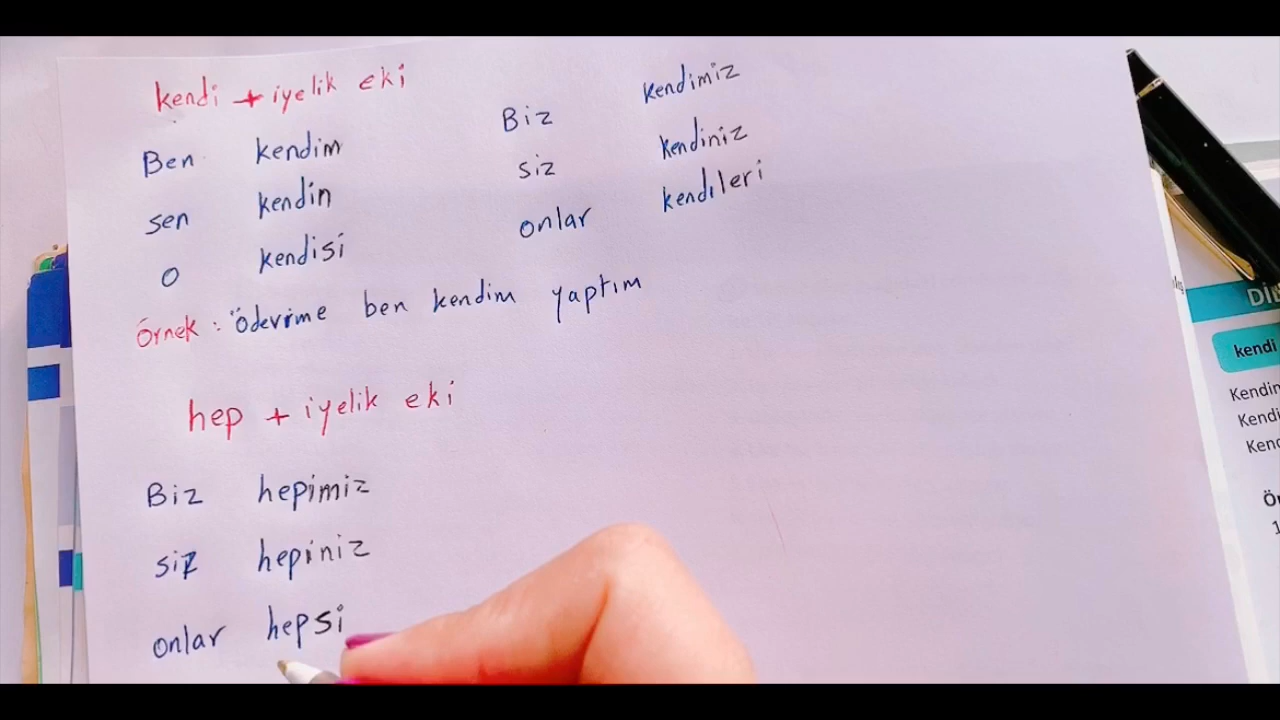 kendi + iyelik eki
Ben kendim
sen kendin
o kendisi
Biz kendimiz
siz kendiniz
onlar kendileri
Örnek : ödevime ben kendim yaptım
hep + iyelik eki
Biz hepimiz
siz hepiniz
onlar hepsi
kendi